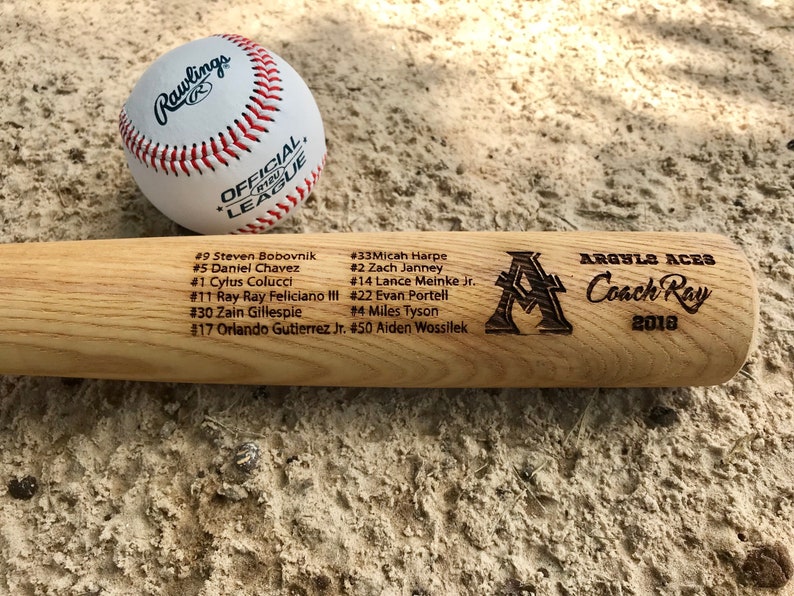 Rawlings
R
OFFICIAL
R12U
LEAGUE
#9 Steven Bobovnik
#5 Daniel Chavez
#1 Cylus Colucci
#11 Ray Ray Feliciano III
#30 Zain Gillespie
#17 Orlando Gutierrez Jr.
#33Micah Harpe
#2 Zach Janney
#14 Lance Meinke Jr.
#22 Evan Portell
#4 Miles Tyson
#50 Aiden Wossilek
A
ARGYLE ACES
Coach Ray
2018